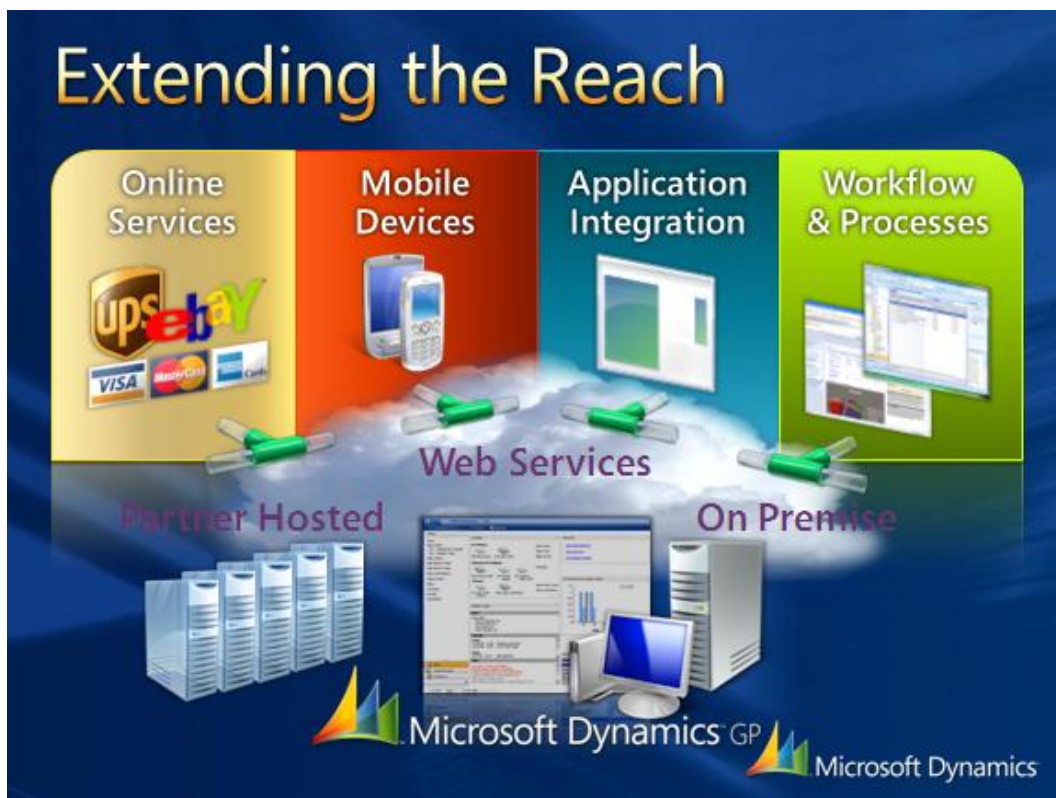 Extending the Reach
Online
Services
Mobile
Devices
Application
Integration
Workflow
& Processes
ups
ebaY
VISA
MasterCard
Cards
Web Services
Partner Hosted
On Premise
Microsoft Dynamics GP
Microsoft Dynamics